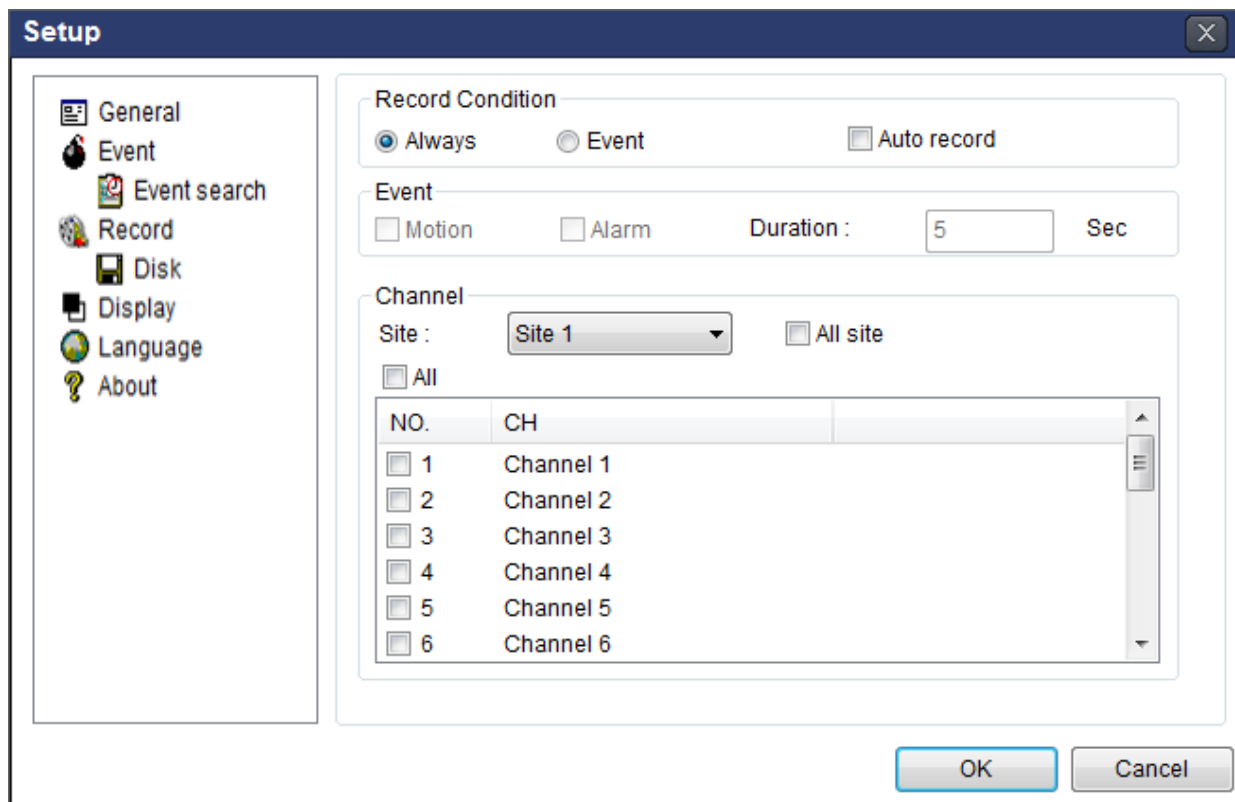 Setup
General
Event
Event search
Record
Disk
Display
Language
About
Record Condition
Always Event Auto record
Event
Motion Alarm Duration : 5 Sec
Channel
Site : Site 1 All site
All
NO. CH
1 Channel 1
2 Channel 2
3 Channel 3
4 Channel 4
5 Channel 5
6 Channel 6
OK Cancel